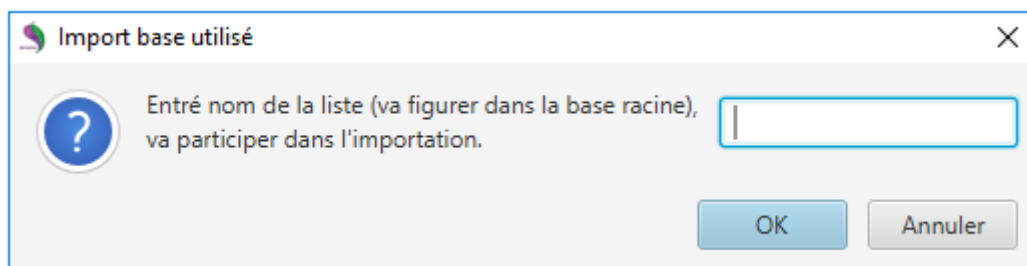 Import base utilisé
Entré nom de la liste (va figurer dans la base racine),
va participer dans l'importation.
OK
Annuler